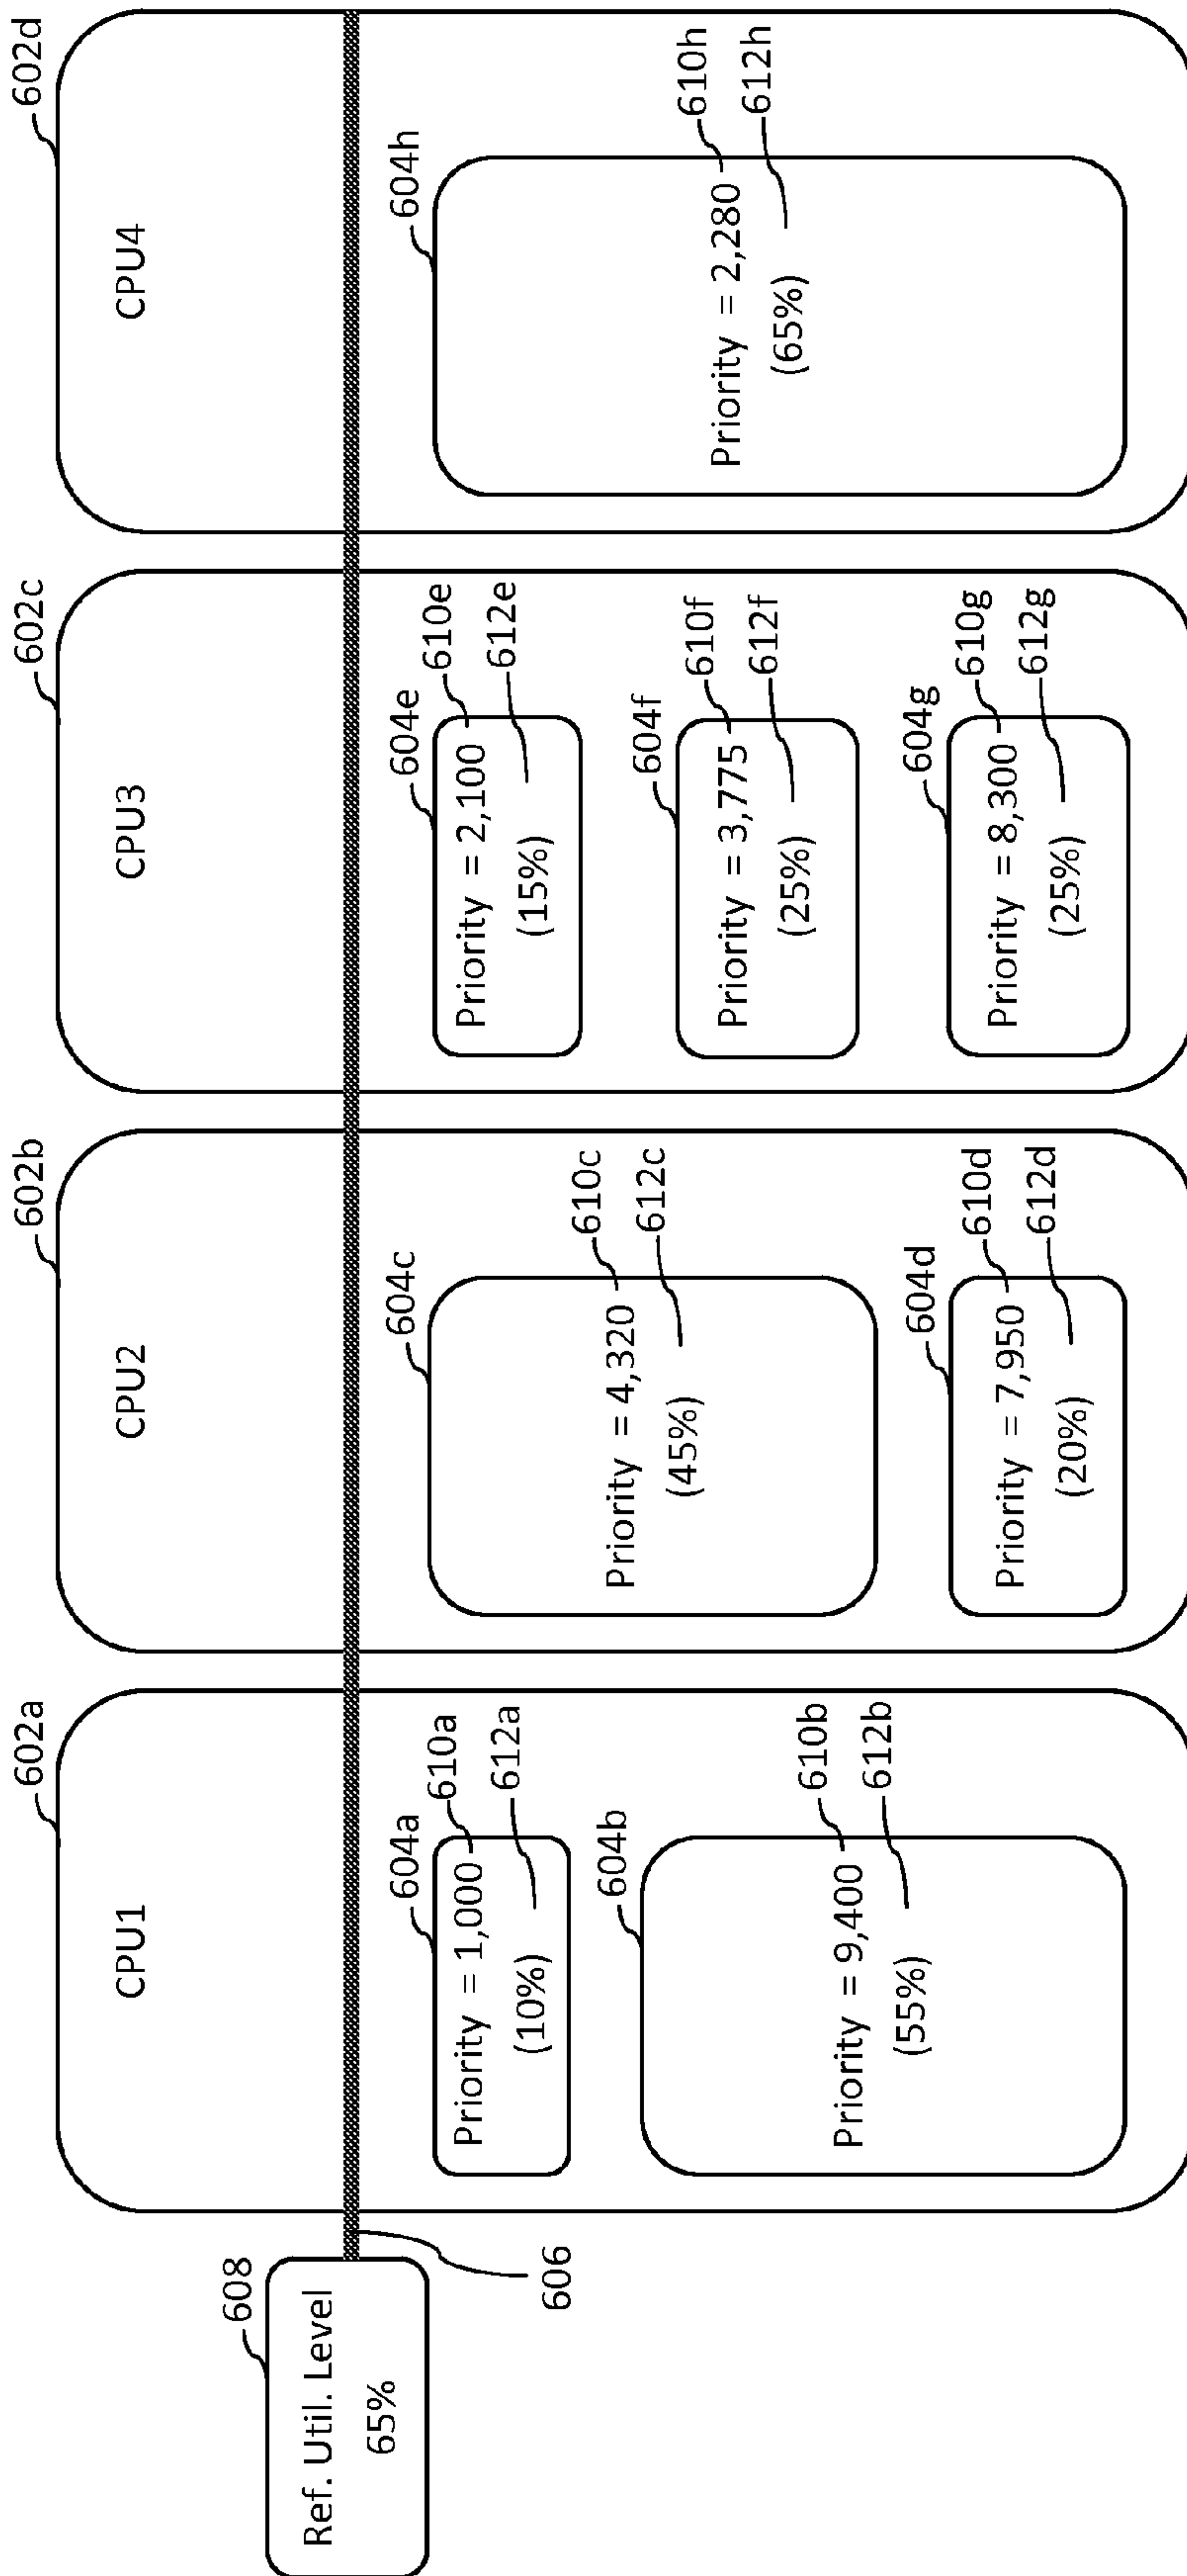 608
Ref. Util. Level
65%
606
602a
CPU1
604a
Priority = 1,000
(10%)
610a
612a
604b
Priority = 9,400
(55%)
610b
612b
602b
CPU2
604c
Priority = 4,320
(45%)
610c
612c
604d
Priority = 7,950
(20%)
610d
612d
602c
CPU3
604e
Priority = 2,100
(15%)
610e
612e
604f
Priority = 3,775
(25%)
610f
612f
604g
Priority = 8,300
(25%)
610g
612g
602d
CPU4
604h
Priority = 2,280
(65%)
610h
612h